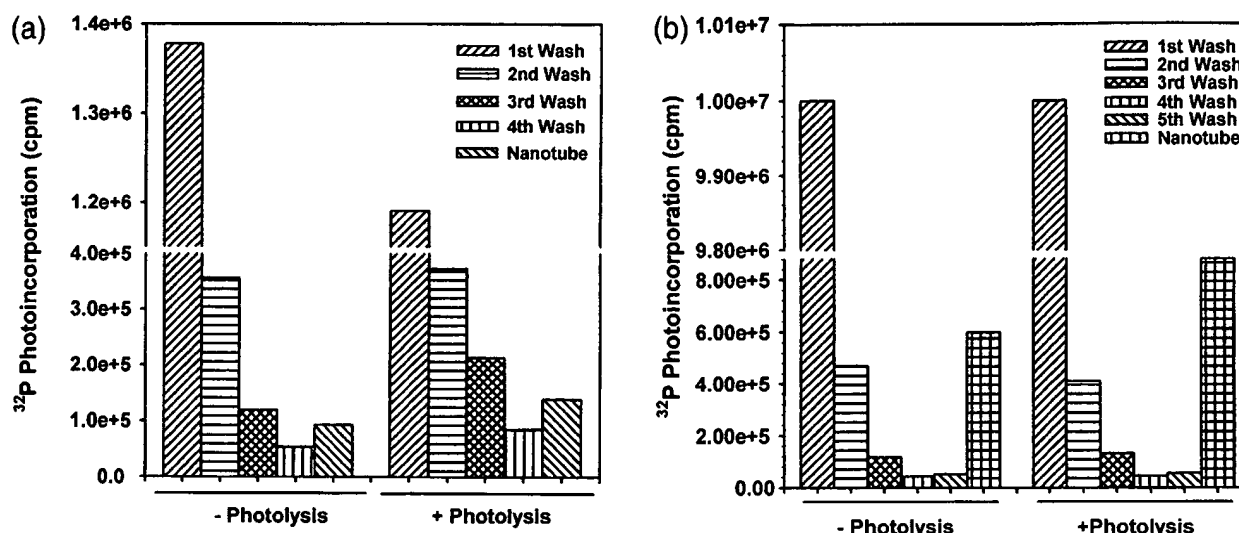 (a)
³²P Photoincorporation (cpm)
1.4e+6
1.3e+6
1.2e+6
4.0e+5
3.0e+5
2.0e+5
1.0e+5
0.0
1st Wash
2nd Wash
3rd Wash
4th Wash
Nanotube
- Photolysis
+ Photolysis
(b)
³²P Photoincorporation (cpm)
1.01e+7
1.00e+7
9.90e+6
9.80e+6
8.00e+5
6.00e+5
4.00e+5
2.00e+5
0.00
1st Wash
2nd Wash
3rd Wash
4th Wash
5th Wash
Nanotube
- Photolysis
+Photolysis